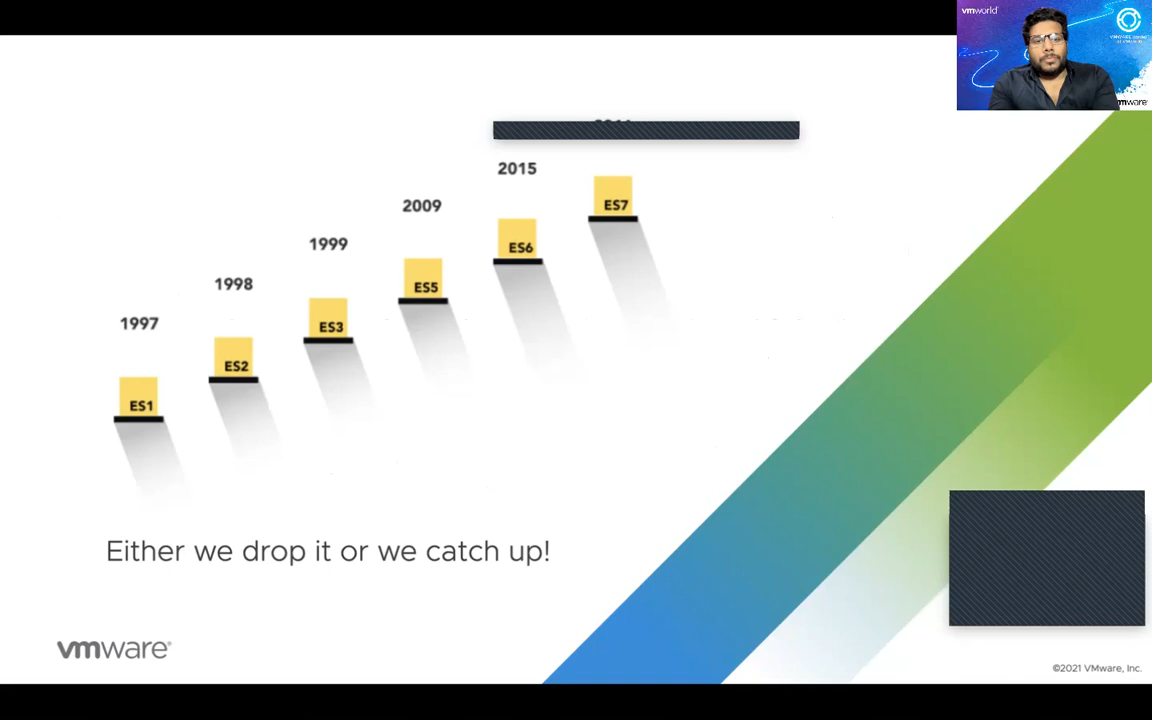 vmworld
2015
ES7
2009
ES6
1999
ES5
1998
ES3
1997
ES2
ES1
Either we drop it or we catch up!
vmware
©2021 VMware, Inc.